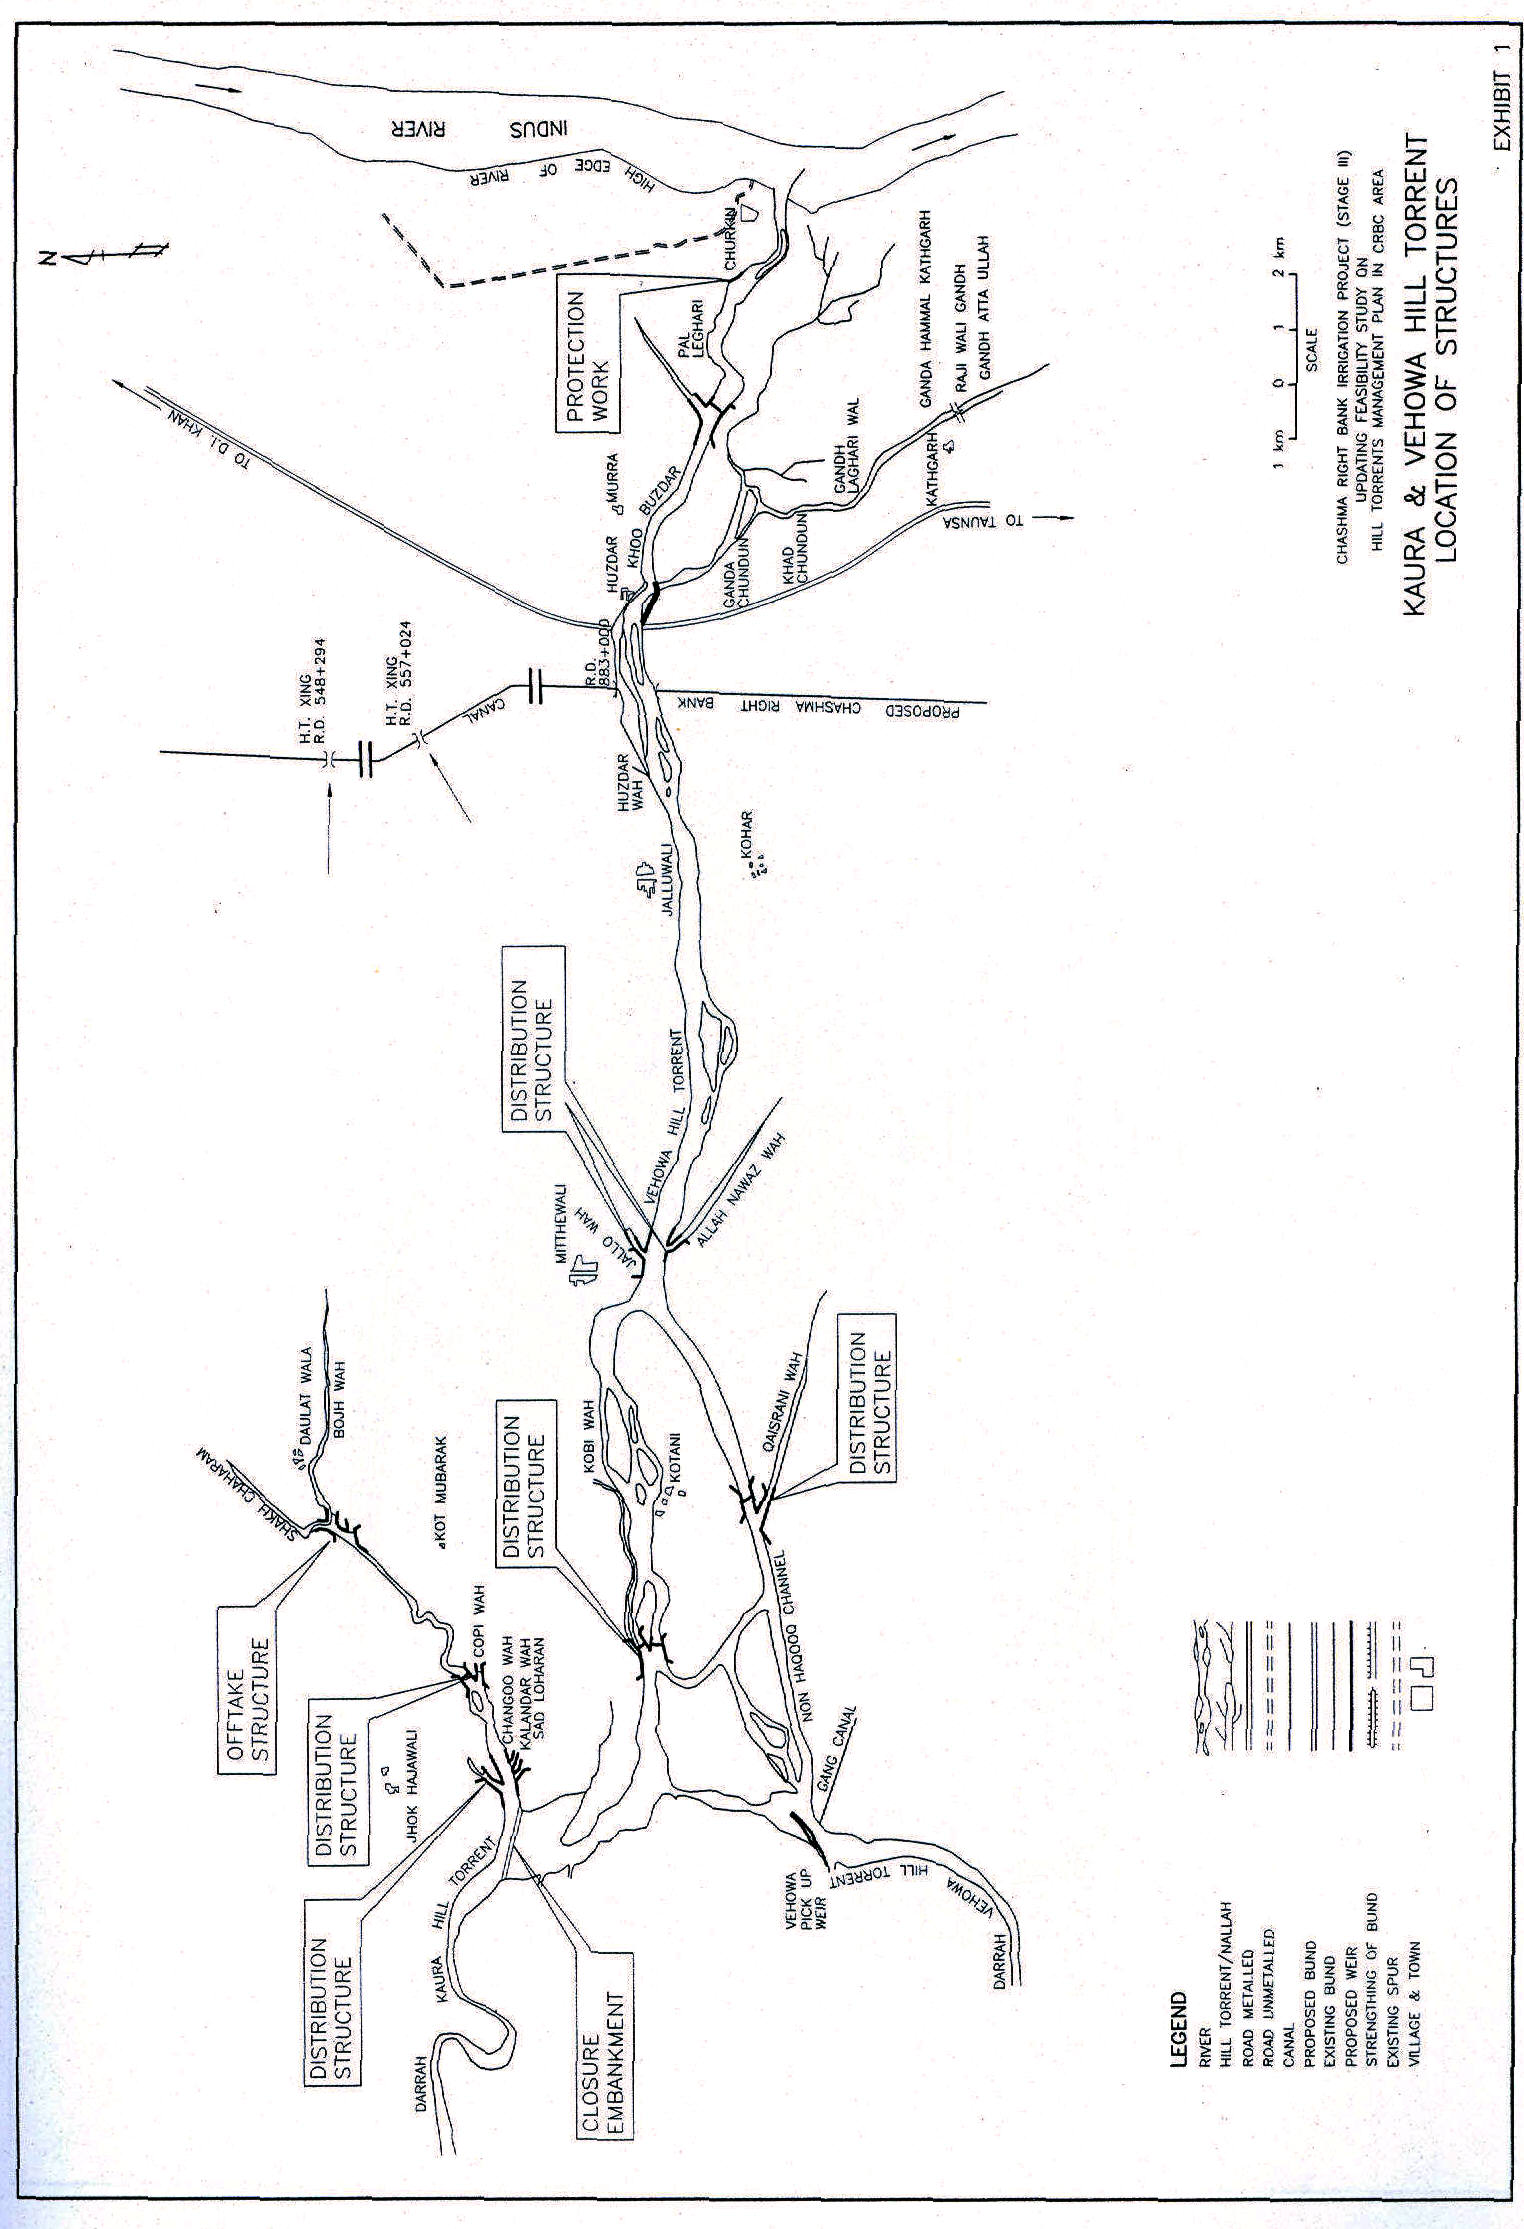 EXHIBIT 1
CHASHMA RIGHT BANK IRRIGATION PROJECT (STAGE III)
UPDATING FEASIBILITY STUDY ON
HILL TORRENTS MANAGEMENT PLAN IN CRBC AREA
KAURA & VEHOWA HILL TORRENT
LOCATION OF STRUCTURES
1 km 0 1 2 km
SCALE
N
INDUS RIVER
HIGH EDGE OF RIVER
CHURKIN
PROTECTION
WORK
PAL
LEGHARI
GANDA HAMMAL KATHGARH
RAJI WALI GANDH
GANDH ATTA ULLAH
KATHGARH
GANDH
LAGHARI WAL
TO D.I. KHAN
MURRA
KHOO BUZDAR
HUZDAR
GANDA
CHUNDUN
KHAD
CHUNDUN
TO TAUNSA
H.T. XING
R.D. 548+294
H.T. XING
R.D. 557+024
R.D.
883+000
CANAL
PROPOSED CHASHMA RIGHT BANK
HUZDAR
WAH
JALLUWALI
KOHAR
DISTRIBUTION
STRUCTURE
VEHOWA HILL TORRENT
MITTHEWALI
JALLO WAH
ALLAH NAWAZ WAH
SHAKH CHAHARAM
DAULAT WALA
BOJH WAH
KOT MUBARAK
KOBI WAH
KOTANI
QAISRANI WAH
DISTRIBUTION
STRUCTURE
DISTRIBUTION
STRUCTURE
OFFTAKE
STRUCTURE
COPI WAH
CHANGOO WAH
KALANDAR WAH
SAD LOHARAN
NON HAQOOQ CHANNEL
GANG CANAL
DISTRIBUTION
STRUCTURE
JHOK HAJAWALI
DISTRIBUTION
STRUCTURE
KAURA HILL TORRENT
DARRAH
CLOSURE
EMBANKMENT
VEHOWA
PICK UP
WEIR
VEHOWA HILL TORRENT
DARRAH
LEGEND
RIVER
HILL TORRENT/NALLAH
ROAD METALLED
ROAD UNMETALLED
CANAL
PROPOSED BUND
EXISTING BUND
PROPOSED WEIR
STRENGTHING OF BUND
EXISTING SPUR
VILLAGE & TOWN